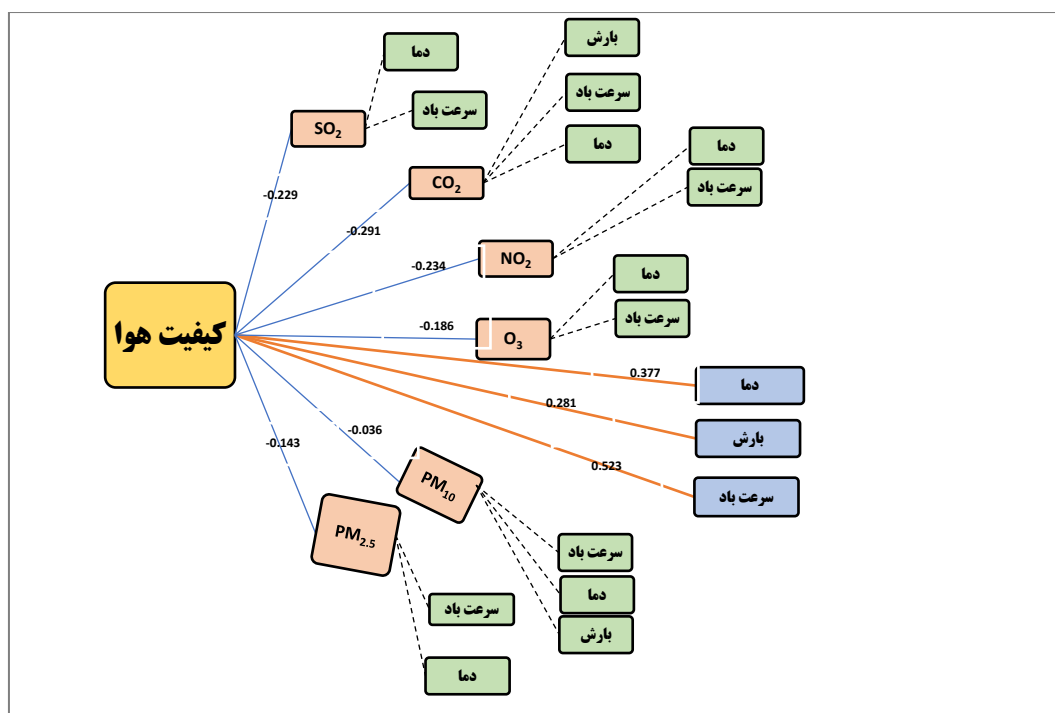 دما
سرعت باد
SO₂
بارش
سرعت باد
دما
CO₂
دما
سرعت باد
NO₂
دما
سرعت باد
O₃
-0.229
-0.291
-0.234
-0.186
کیفیت هوا
0.377
دما
0.281
بارش
0.523
سرعت باد
-0.036
-0.143
PM₁₀
PM₂.₅
سرعت باد
دما
بارش
سرعت باد
دما